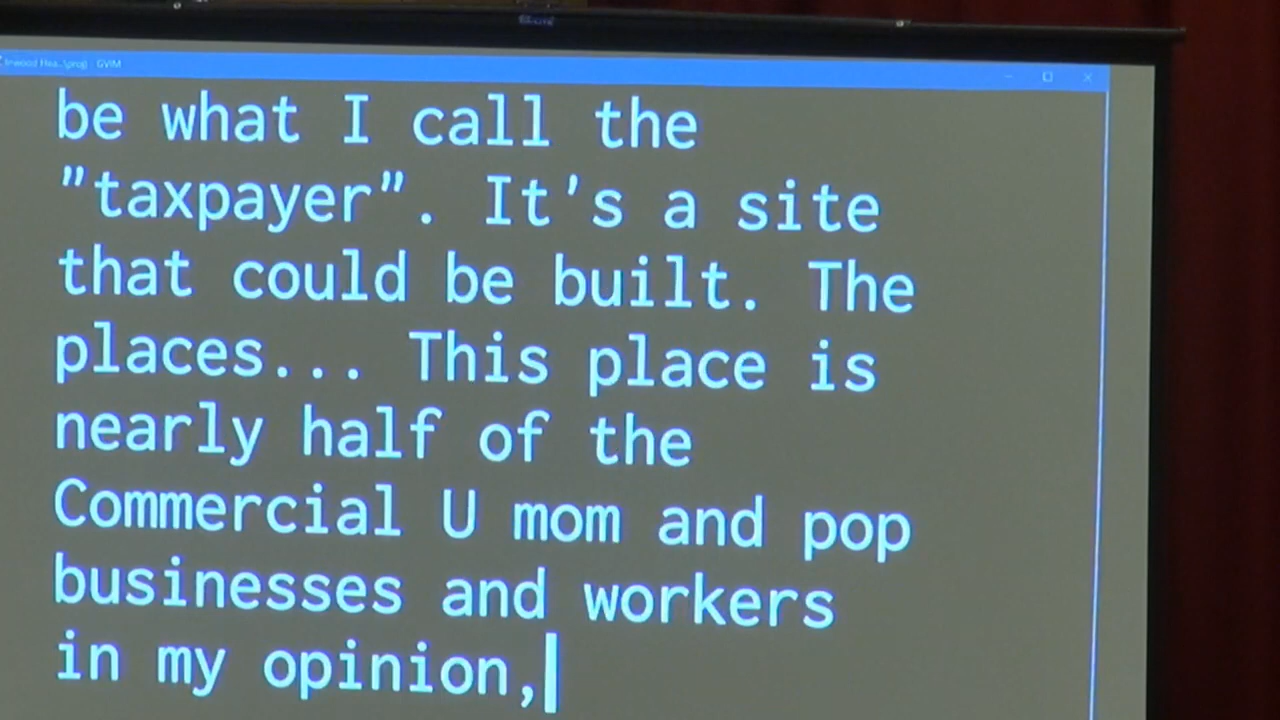 GVIM
be what I call the
"taxpayer". It's a site
that could be built. The
places... This place is
nearly half of the
Commercial U mom and pop
businesses and workers
in my opinion,